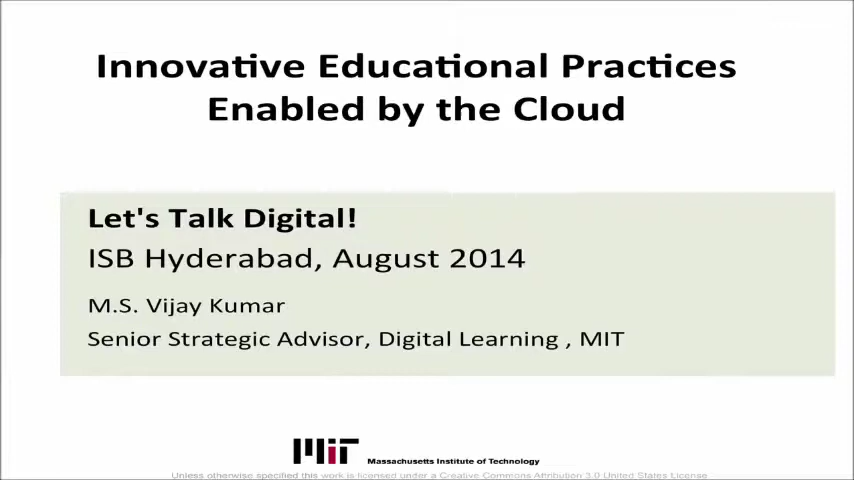 Innovative Educational Practices
Enabled by the Cloud
Let's Talk Digital!
ISB Hyderabad, August 2014
M.S. Vijay Kumar
Senior Strategic Advisor, Digital Learning , MIT
MIT Massachusetts Institute of Technology
Unless otherwise specified this work is licensed under a Creative Commons Attribution 3.0 United States License.